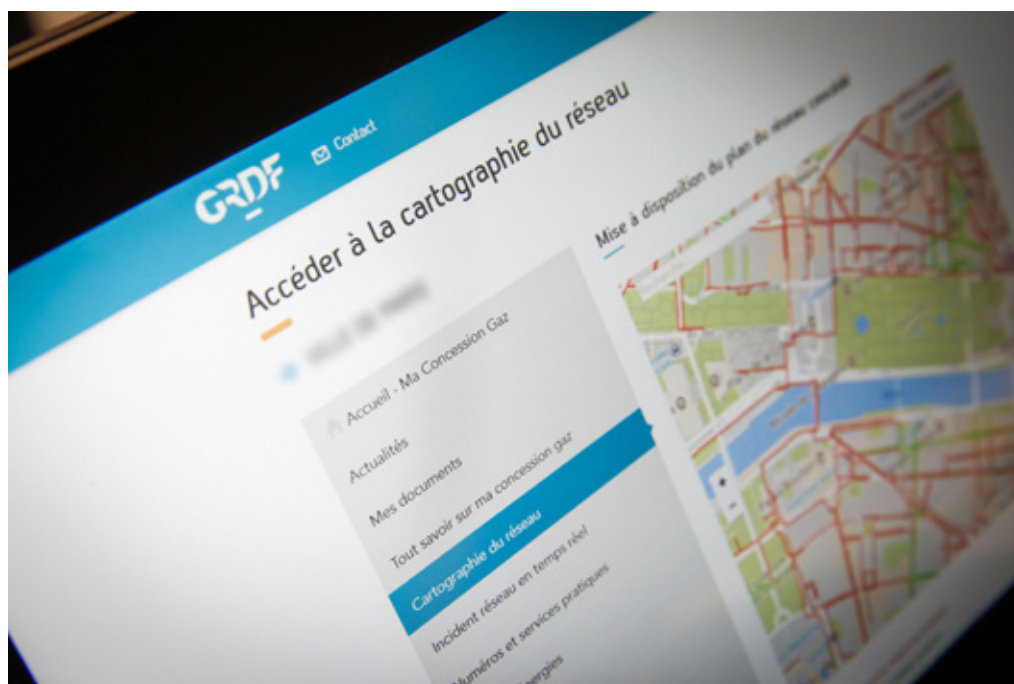 GRDF
Contact
Accéder à la cartographie du réseau
Accueil - Ma Concession Gaz
Actualités
Mes documents
Tout savoir sur ma concession gaz
Cartographie du réseau
Incident réseau en temps réel
Numéros et services pratiques
Mise à disposition du plan du réseau concédé